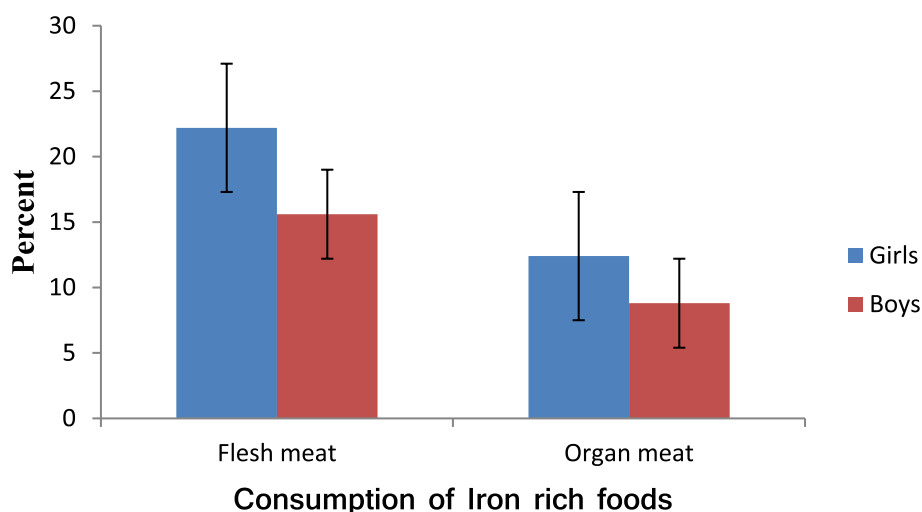 30
25
20
15
10
5
0
Percent
Flesh meat
Organ meat
Consumption of Iron rich foods
Girls
Boys